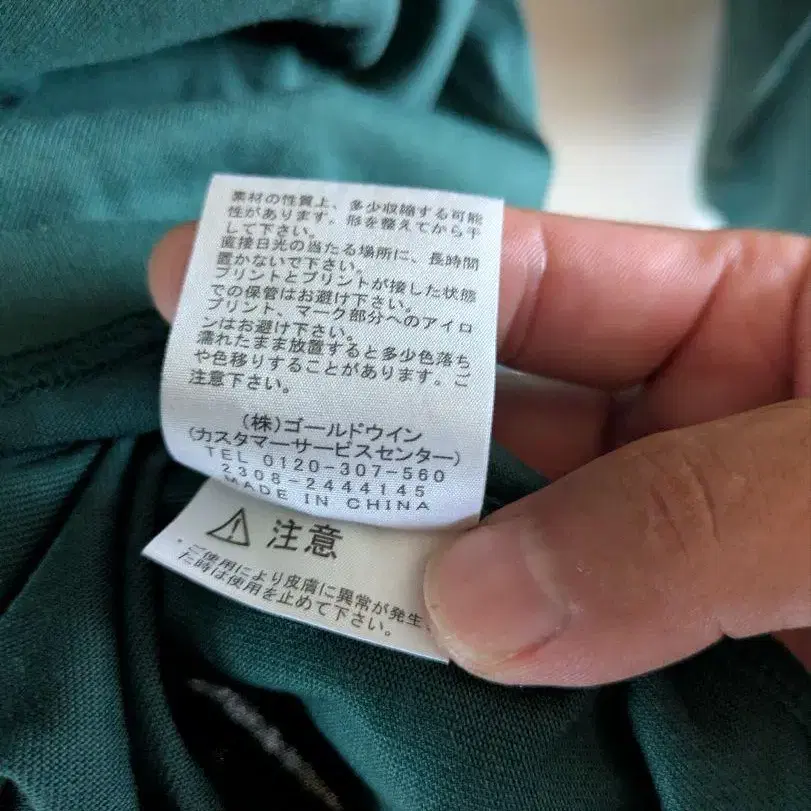 素材の性質上、多少収縮する可能
性があります。形を整えてから干
して下さい。
直接日光の当たる場所に、長時間
置かないで下さい。
プリントとプリントが接した状態
での保管はお避け下さい。
プリント、マーク部分へのアイロ
ンはお避け下さい。
濡れたまま放置すると多少色落ち
や色移りすることがあります。ご
注意下さい。
(株)ゴールドウイン
(カスタマーサービスセンター)
TEL 0120-307-560
2308-2444145
MADE IN CHINA
注意
・ご使用により皮膚に異常が発生
た時は使用を止めて下さい。